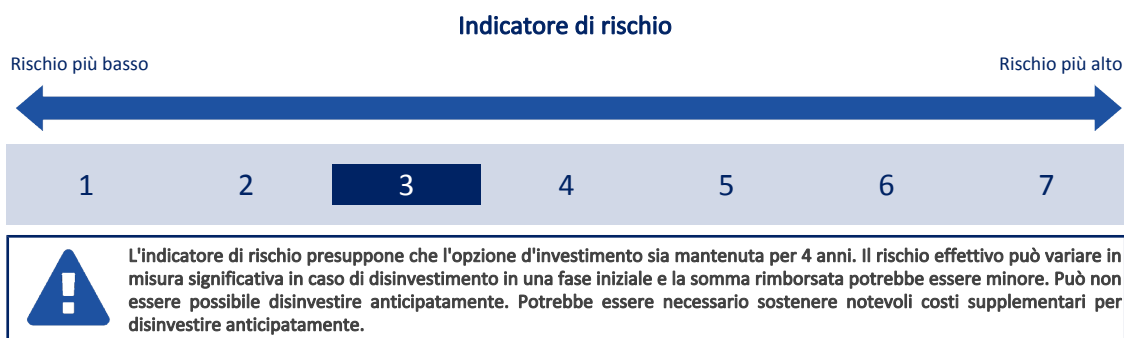 Indicatore di rischio
Rischio più basso Rischio più alto
1 2 3 4 5 6 7
L'indicatore di rischio presuppone che l'opzione d'investimento sia mantenuta per 4 anni. Il rischio effettivo può variare in
misura significativa in caso di disinvestimento in una fase iniziale e la somma rimborsata potrebbe essere minore. Può non
essere possibile disinvestire anticipatamente. Potrebbe essere necessario sostenere notevoli costi supplementari per
disinvestire anticipatamente.